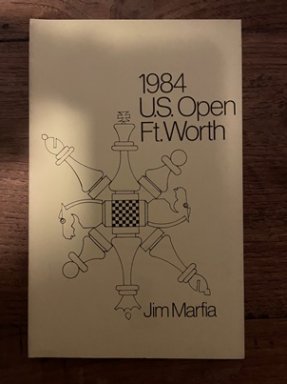 1984
U.S. Open
Ft. Worth
Jim Marfia